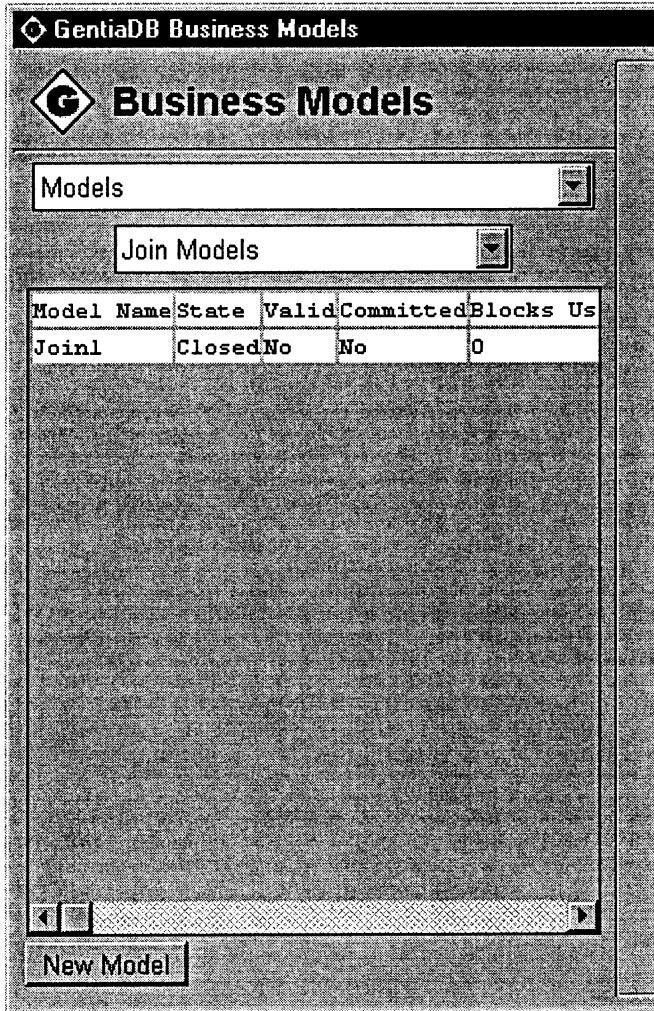 GentiaDB Business Models
G Business Models
Models
Join Models
Model Name State Valid Committed Blocks Us
Join1 Closed No No 0
New Model